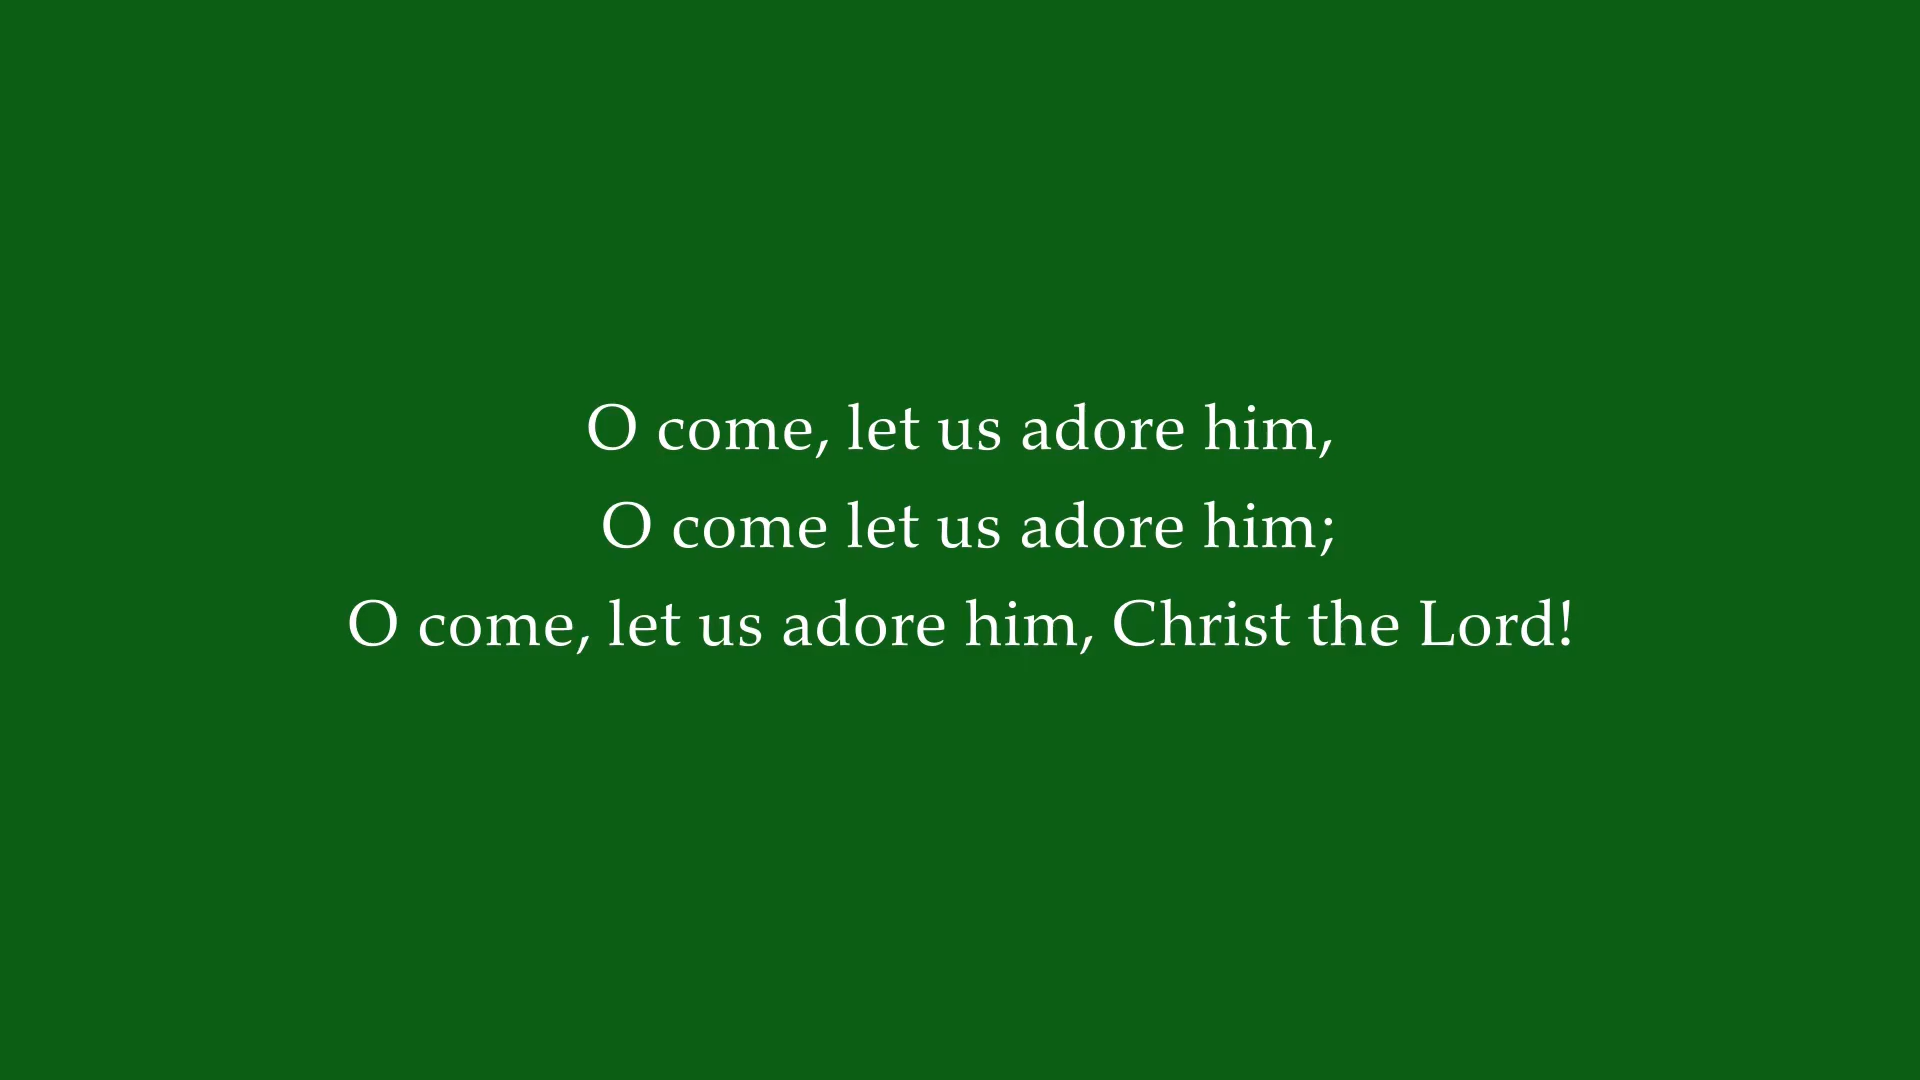 O come, let us adore him,
O come let us adore him;
O come, let us adore him, Christ the Lord!